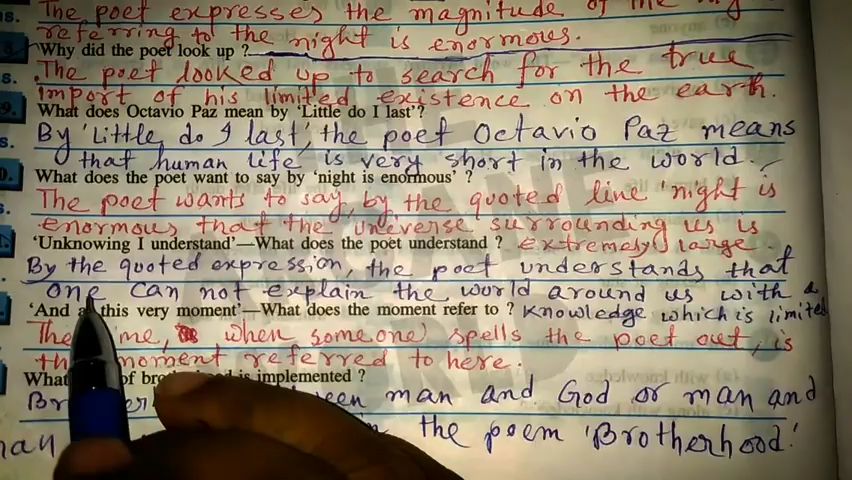 The poet expresses the magnitude of the
referring to the night is enormous.
Why did the poet look up ?
The poet looked up to search for the true
import of his limited existence on the earth.
What does Octavio Paz mean by 'Little do I last'?
By 'Little do I last', the poet Octavio Paz means
that human life is very short in the world.
What does the poet want to say by 'night is enormous' ?
The poet wants to say, by the quoted line 'night is
enormous that the universe surrounding us is
'Unknowing I understand'—What does the poet understand ? extremely large.
By the quoted expression, the poet understands that
one can not explain the world around us with a
'And a this very moment'—What does the moment refer to ? knowledge which is limited
The me, when someone spells the poet out, is
moment referred to here.
What of is implemented ?
man and God or man and
man the poem 'Brotherhood.'